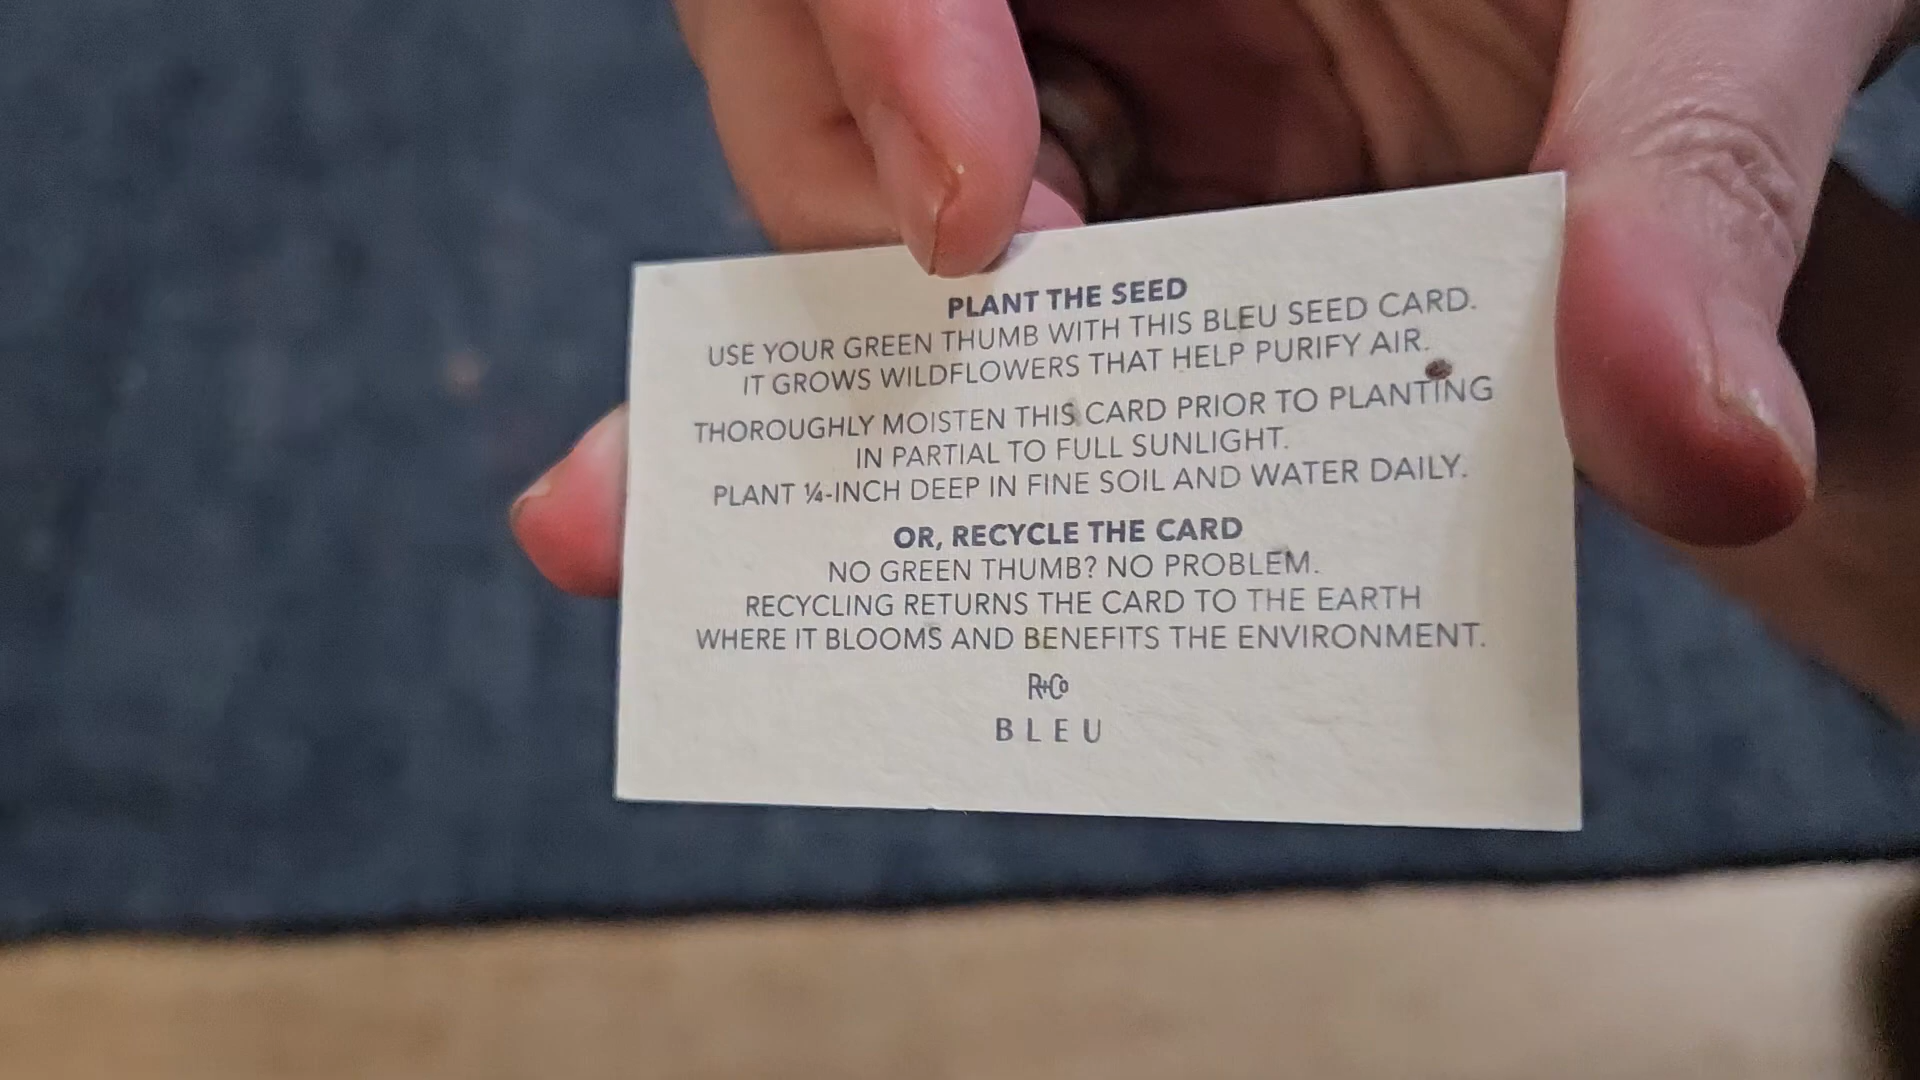 PLANT THE SEED
USE YOUR GREEN THUMB WITH THIS BLEU SEED CARD.
IT GROWS WILDFLOWERS THAT HELP PURIFY AIR.
THOROUGHLY MOISTEN THIS CARD PRIOR TO PLANTING
IN PARTIAL TO FULL SUNLIGHT.
PLANT ¼-INCH DEEP IN FINE SOIL AND WATER DAILY.
OR, RECYCLE THE CARD
NO GREEN THUMB? NO PROBLEM.
RECYCLING RETURNS THE CARD TO THE EARTH
WHERE IT BLOOMS AND BENEFITS THE ENVIRONMENT.
R+Co
BLEU